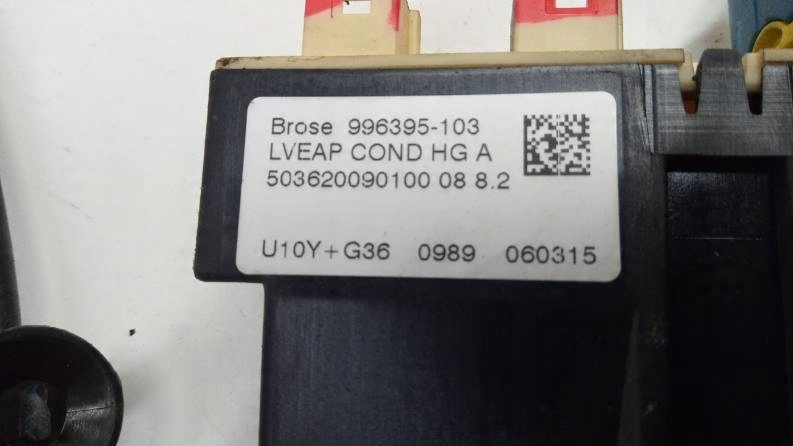 Brose 996395-103
LVEAP COND HG A
503620090100 08 8.2
U10Y+G36 0989 060315